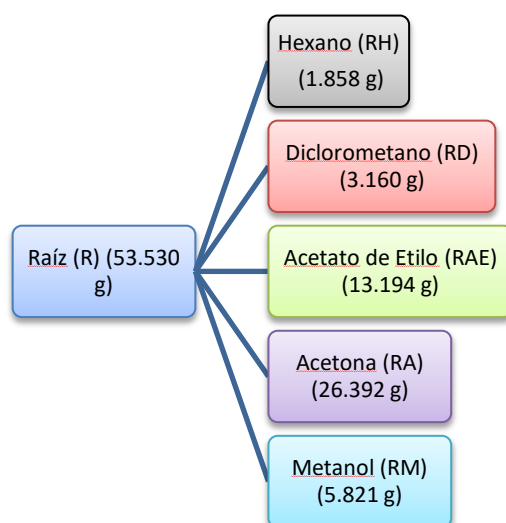 Hexano (RH)
(1.858 g)
Diclorometano (RD)
(3.160 g)
Raíz (R) (53.530
g)
Acetato de Etilo (RAE)
(13.194 g)
Acetona (RA)
(26.392 g)
Metanol (RM)
(5.821 g)